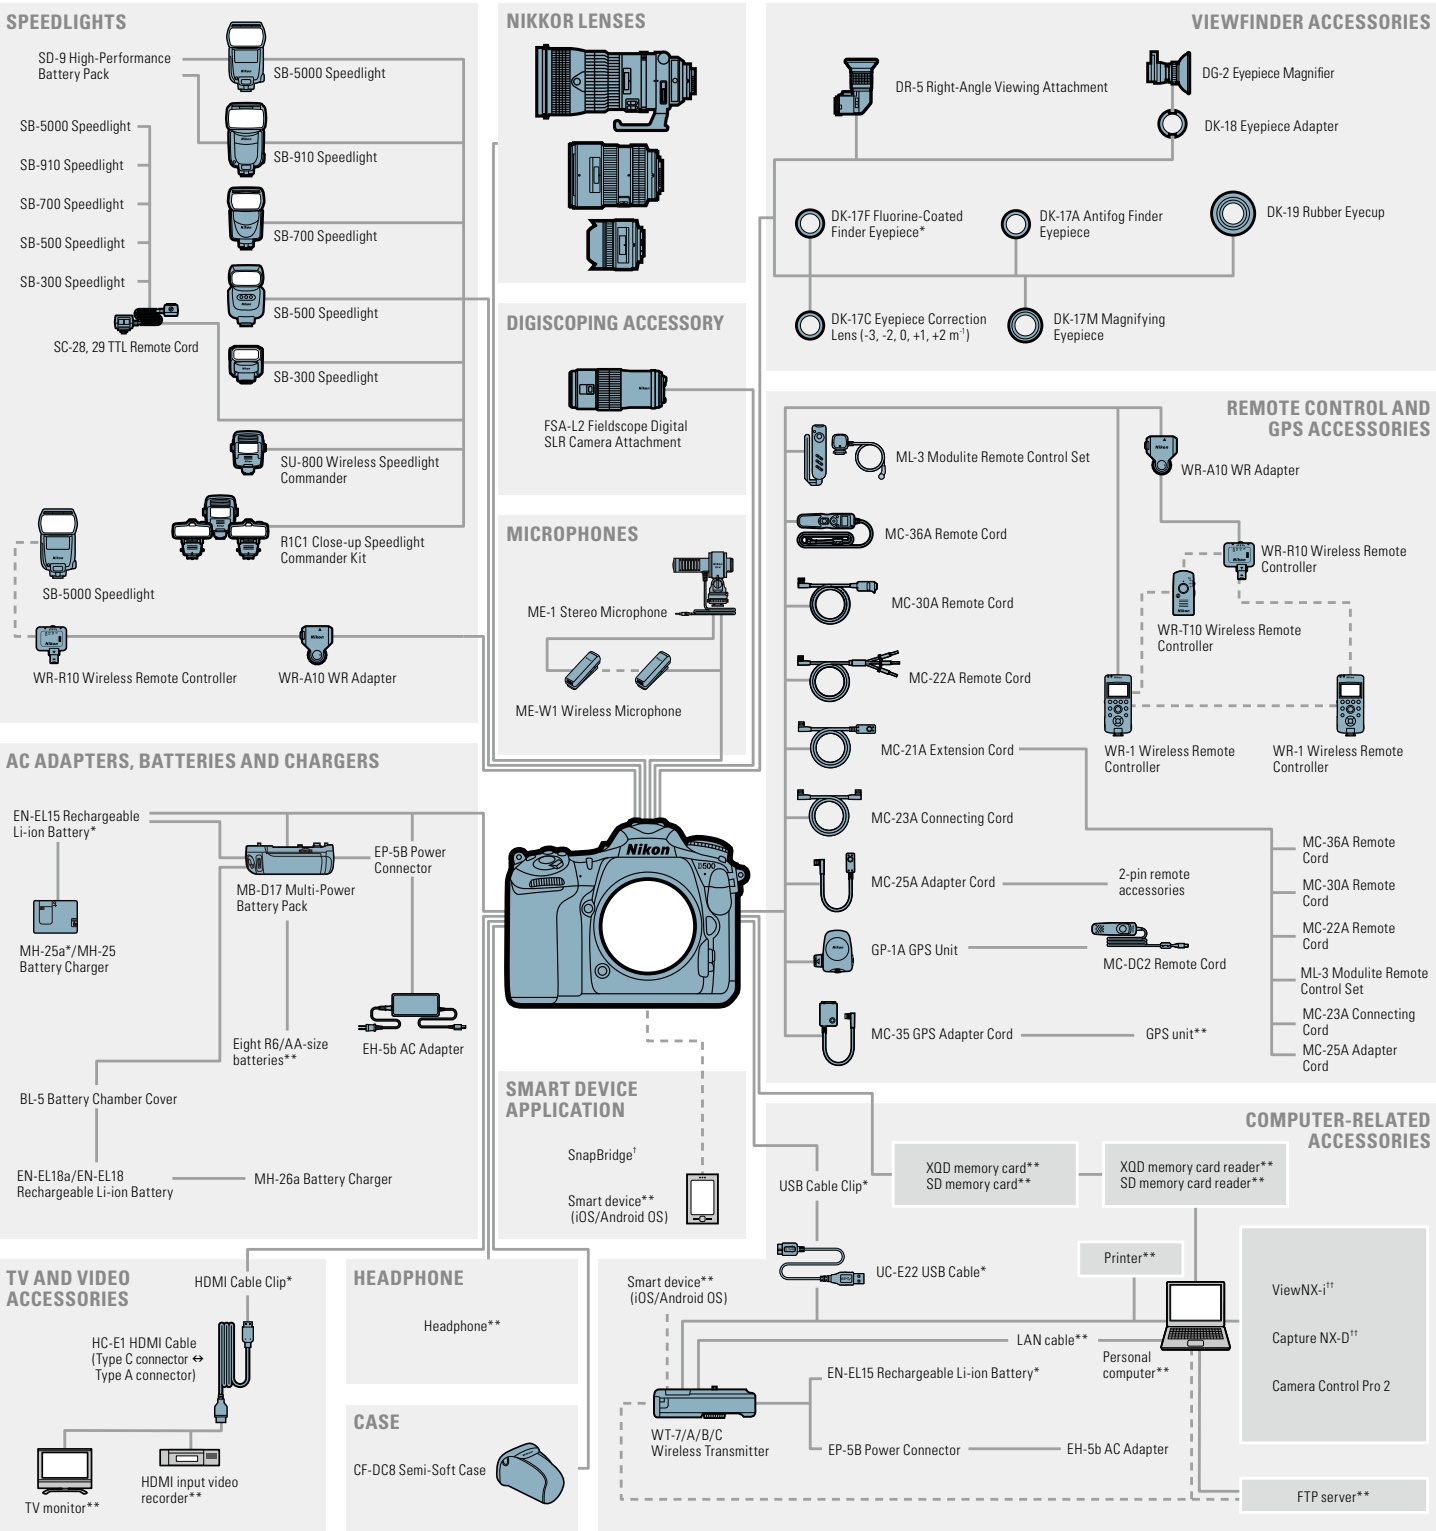 SPEEDLIGHTS
SD-9 High-Performance
Battery Pack
SB-5000 Speedlight
SB-5000 Speedlight
SB-910 Speedlight
SB-910 Speedlight
SB-700 Speedlight
SB-700 Speedlight
SB-500 Speedlight
SB-300 Speedlight
SB-500 Speedlight
SC-28, 29 TTL Remote Cord
SB-300 Speedlight
SU-800 Wireless Speedlight
Commander
R1C1 Close-up Speedlight
Commander Kit
SB-5000 Speedlight
WR-R10 Wireless Remote Controller
WR-A10 WR Adapter
NIKKOR LENSES
DIGISCOPING ACCESSORY
FSA-L2 Fieldscope Digital
SLR Camera Attachment
MICROPHONES
ME-1 Stereo Microphone
ME-W1 Wireless Microphone
VIEWFINDER ACCESSORIES
DR-5 Right-Angle Viewing Attachment
DG-2 Eyepiece Magnifier
DK-18 Eyepiece Adapter
DK-17F Fluorine-Coated
Finder Eyepiece*
DK-17A Antifog Finder
Eyepiece
DK-19 Rubber Eyecup
DK-17C Eyepiece Correction
Lens (-3, -2, 0, +1, +2 m⁻¹)
DK-17M Magnifying
Eyepiece
REMOTE CONTROL AND
GPS ACCESSORIES
ML-3 Modulite Remote Control Set
WR-A10 WR Adapter
MC-36A Remote Cord
WR-R10 Wireless Remote
Controller
MC-30A Remote Cord
WR-T10 Wireless Remote
Controller
MC-22A Remote Cord
MC-21A Extension Cord
WR-1 Wireless Remote
Controller
WR-1 Wireless Remote
Controller
MC-23A Connecting Cord
MC-25A Adapter Cord
2-pin remote
accessories
GP-1A GPS Unit
MC-DC2 Remote Cord
MC-35 GPS Adapter Cord
GPS unit**
MC-36A Remote
Cord
MC-30A Remote
Cord
MC-22A Remote
Cord
ML-3 Modulite Remote
Control Set
MC-23A Connecting
Cord
MC-25A Adapter
Cord
AC ADAPTERS, BATTERIES AND CHARGERS
EN-EL15 Rechargeable
Li-ion Battery*
MB-D17 Multi-Power
Battery Pack
EP-5B Power
Connector
MH-25a*/MH-25
Battery Charger
Eight R6/AA-size
batteries**
EH-5b AC Adapter
BL-5 Battery Chamber Cover
EN-EL18a/EN-EL18
Rechargeable Li-ion Battery
MH-26a Battery Charger
Nikon
D500
SMART DEVICE
APPLICATION
SnapBridge†
Smart device**
(iOS/Android OS)
COMPUTER-RELATED
ACCESSORIES
USB Cable Clip*
XQD memory card**
SD memory card**
XQD memory card reader**
SD memory card reader**
UC-E22 USB Cable*
Printer**
Smart device**
(iOS/Android OS)
LAN cable**
Personal
computer**
ViewNX-i††
Capture NX-D††
Camera Control Pro 2
EN-EL15 Rechargeable Li-ion Battery*
WT-7/A/B/C
Wireless Transmitter
EP-5B Power Connector
EH-5b AC Adapter
FTP server**
TV AND VIDEO
ACCESSORIES
HDMI Cable Clip*
HC-E1 HDMI Cable
(Type C connector ↔
Type A connector)
TV monitor**
HDMI input video
recorder**
HEADPHONE
Headphone**
CASE
CF-DC8 Semi-Soft Case